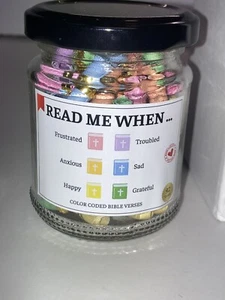 READ ME WHEN...
Frustrated Troubled
Anxious Sad
Happy Grateful
COLOR CODED BIBLE VERSES